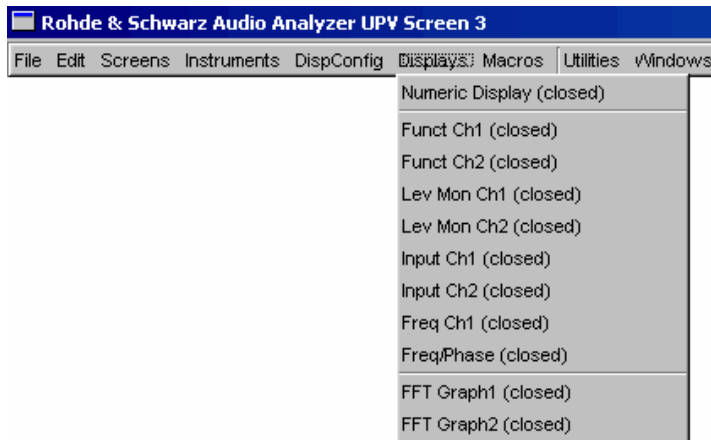 Rohde & Schwarz Audio Analyzer UPV Screen 3
File Edit Screens Instruments DispConfig Displays Macros Utilities Windows
Numeric Display (closed)
Funct Ch1 (closed)
Funct Ch2 (closed)
Lev Mon Ch1 (closed)
Lev Mon Ch2 (closed)
Input Ch1 (closed)
Input Ch2 (closed)
Freq Ch1 (closed)
Freq/Phase (closed)
FFT Graph1 (closed)
FFT Graph2 (closed)